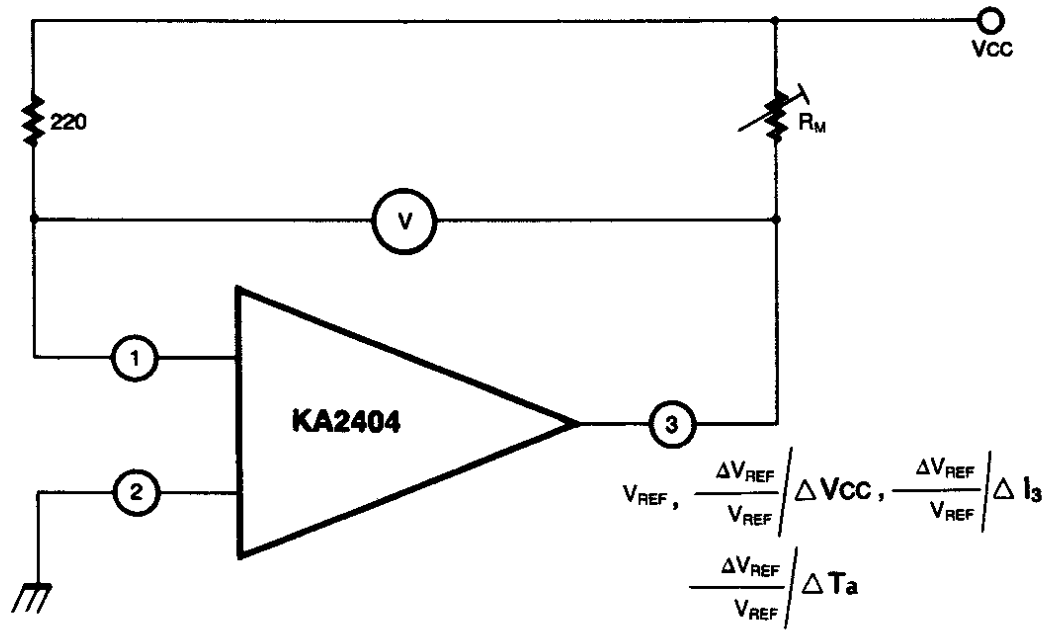 VCC
220
RM
V
1
KA2404
3
2
VREF, ΔVREF/VREF / ΔVCC, ΔVREF/VREF / ΔI3
ΔVREF/VREF / ΔTa